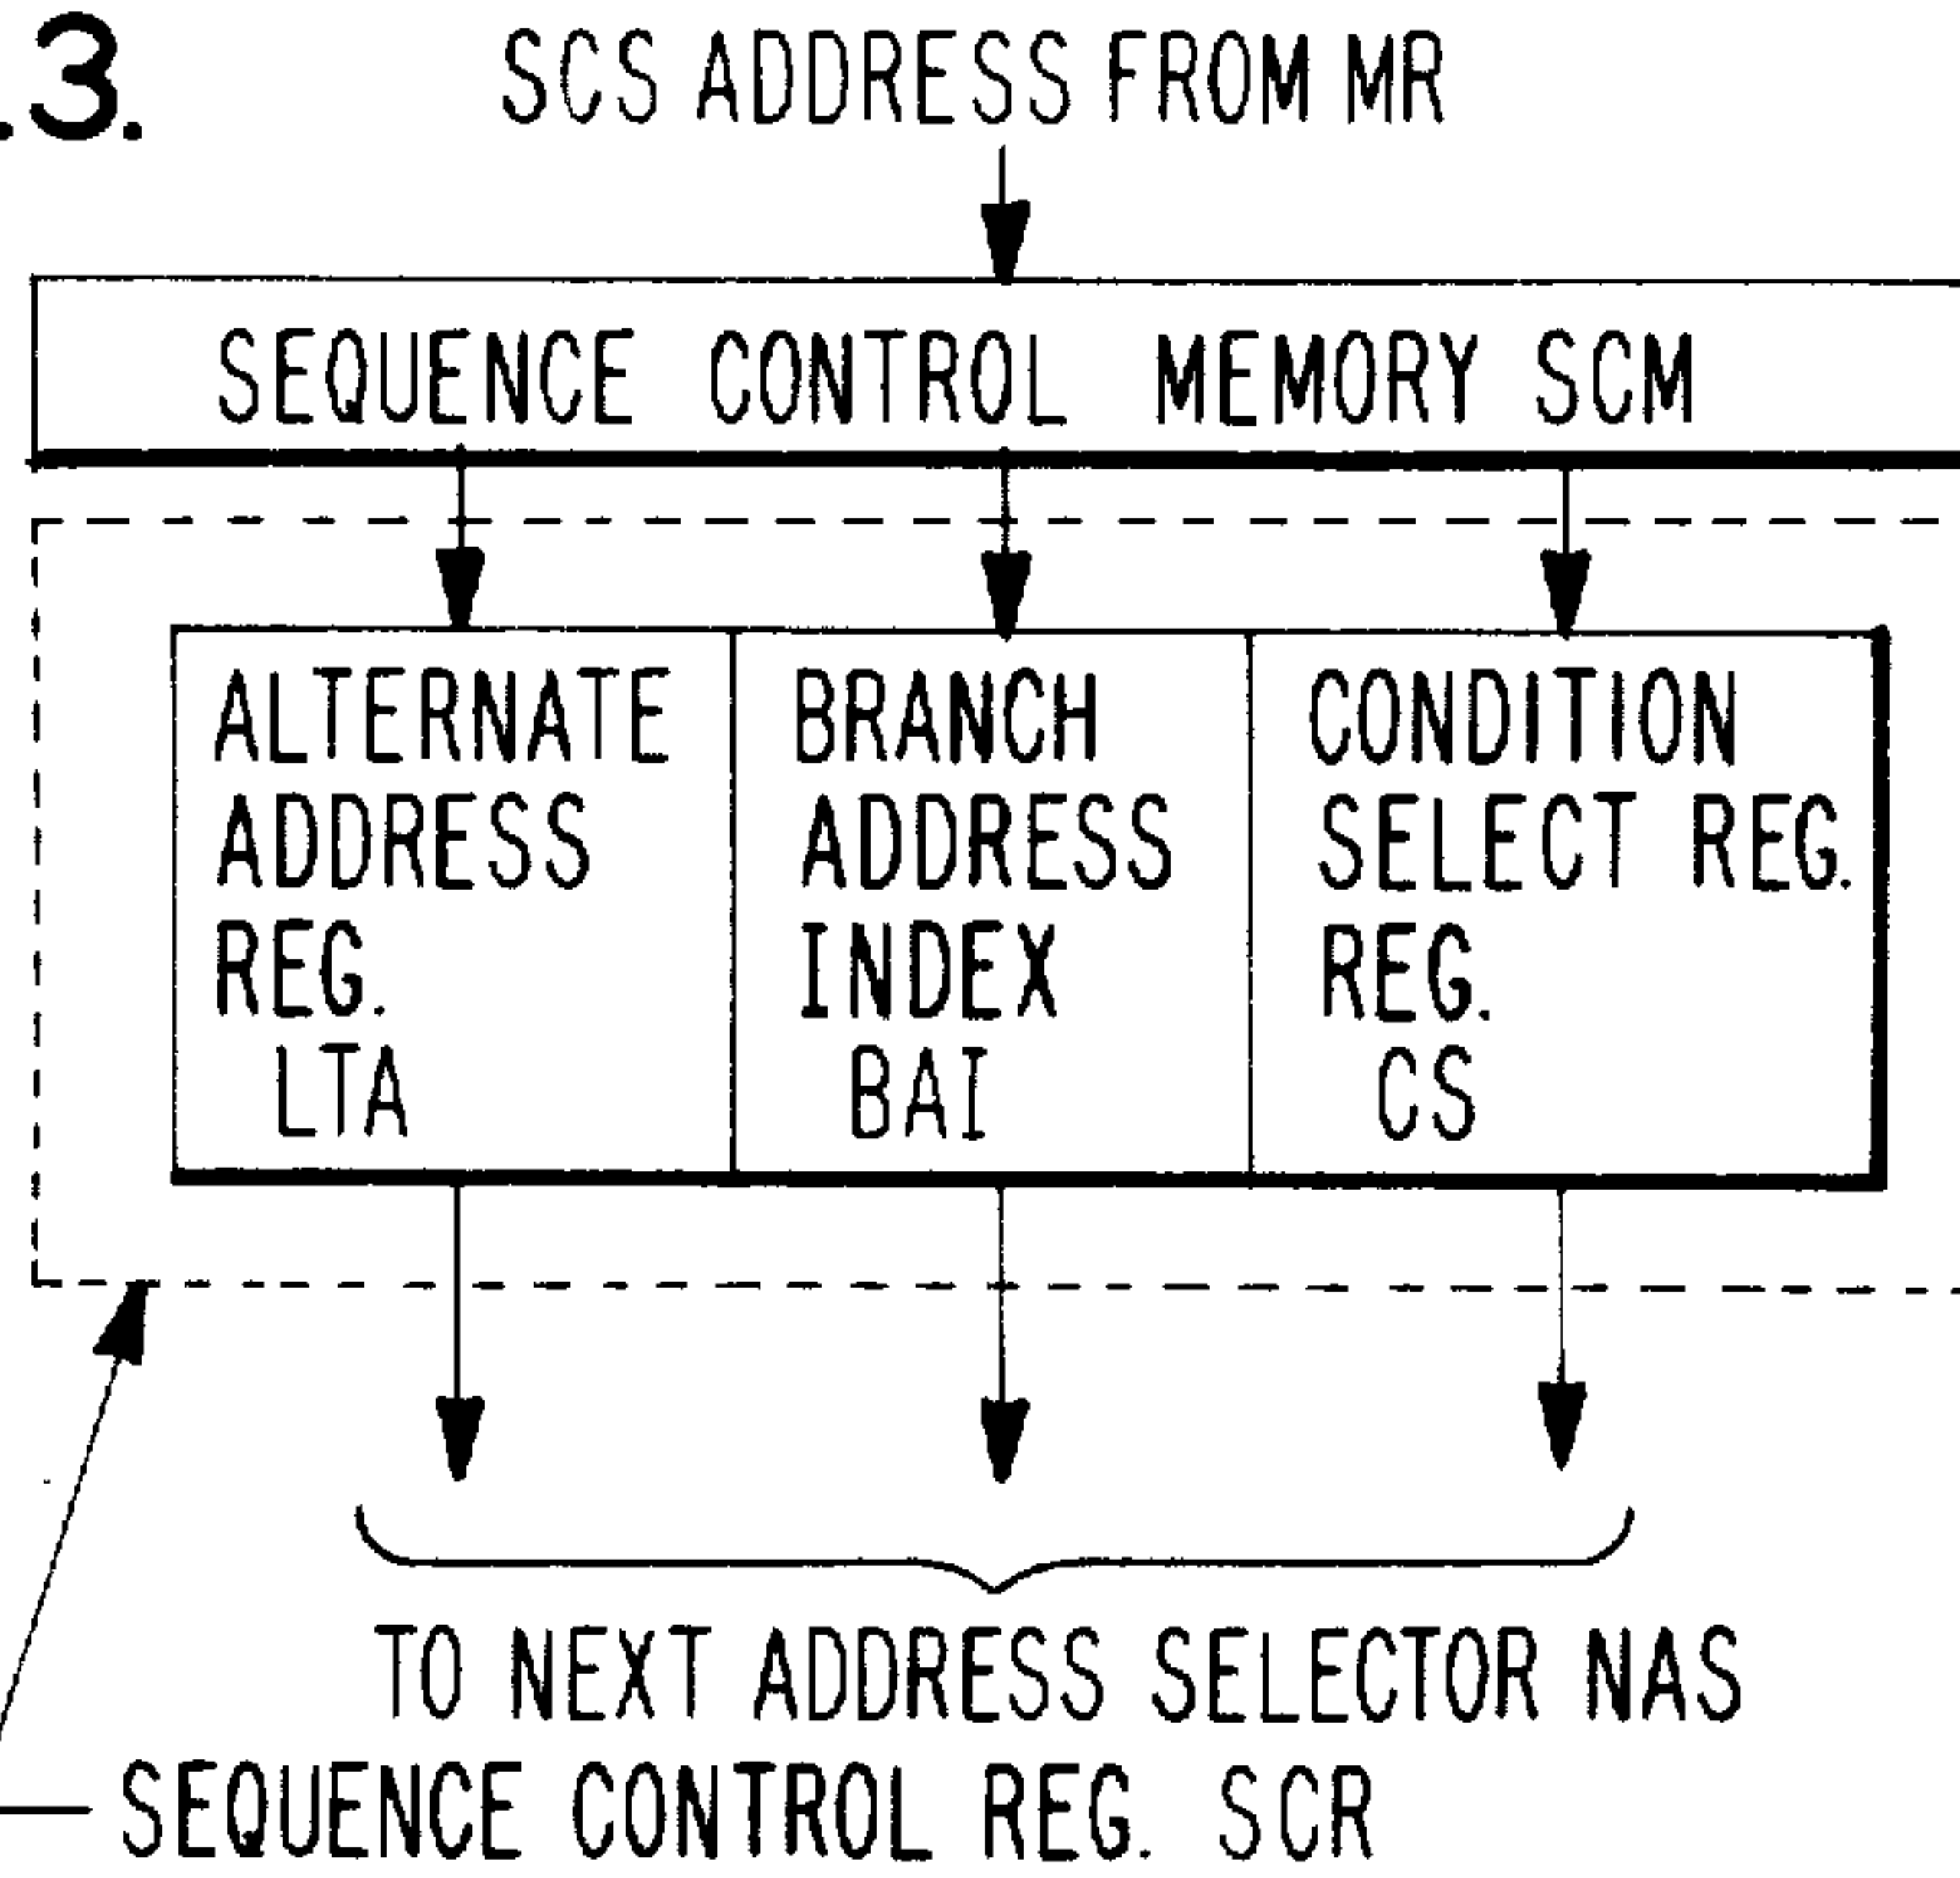 .3.
SCS ADDRESS FROM MR
SEQUENCE CONTROL MEMORY SCM
ALTERNATE
ADDRESS
REG.
LTA
BRANCH
ADDRESS
INDEX
BAI
CONDITION
SELECT REG.
REG.
CS
TO NEXT ADDRESS SELECTOR NAS
SEQUENCE CONTROL REG. SCR